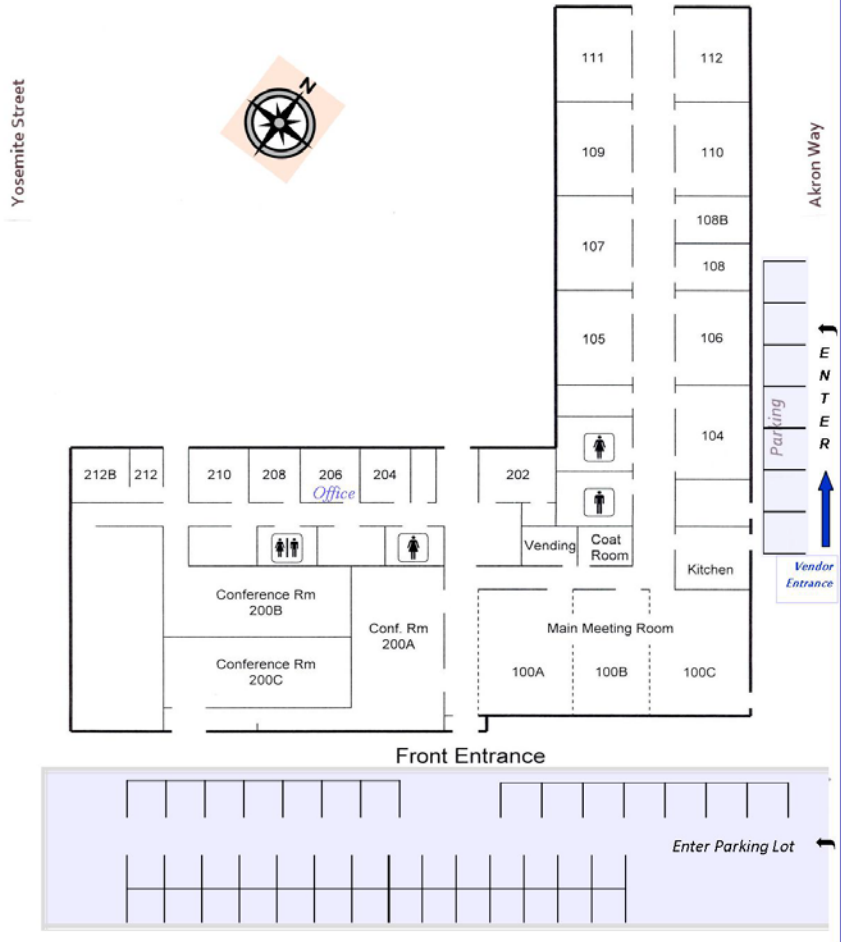 Yosemite Street
N
Akron Way
111
112
109
110
108B
107
108
105
106
104
Parking
ENTER
212B
212
210
208
206
204
202
Office
Vending
Coat
Room
Kitchen
Vendor
Entrance
Conference Rm
200B
Conf. Rm
200A
Conference Rm
200C
Main Meeting Room
100A
100B
100C
Front Entrance
Enter Parking Lot